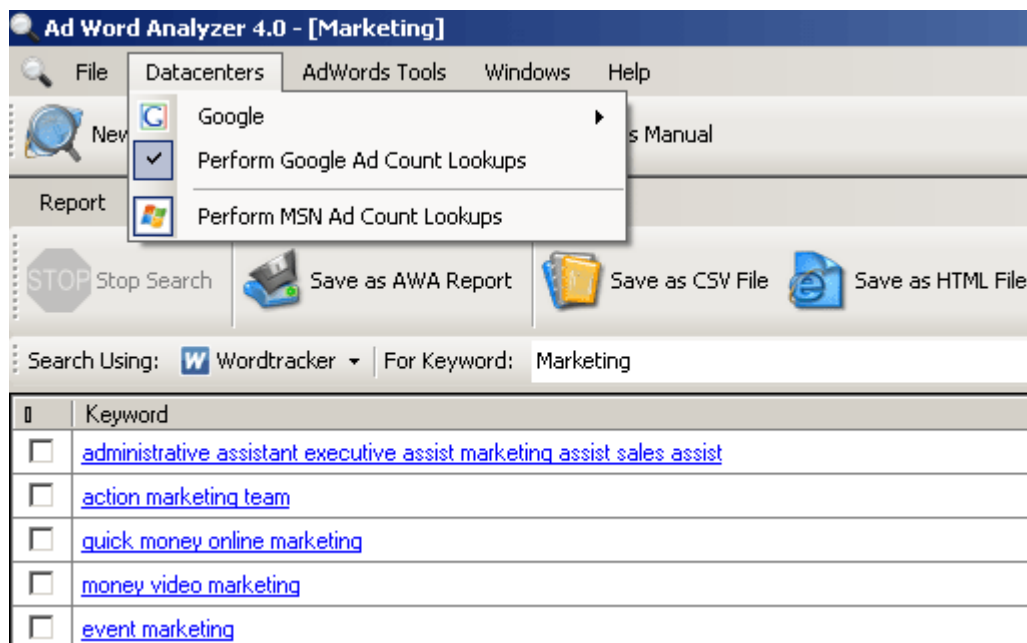 Ad Word Analyzer 4.0 - [Marketing]
File Datacenters AdWords Tools Windows Help
Google
New s Manual
Perform Google Ad Count Lookups
Report
Perform MSN Ad Count Lookups
STOP Stop Search Save as AWA Report Save as CSV File Save as HTML File
Search Using: W Wordtracker For Keyword: Marketing
Keyword
administrative assistant executive assist marketing assist sales assist
action marketing team
quick money online marketing
money video marketing
event marketing